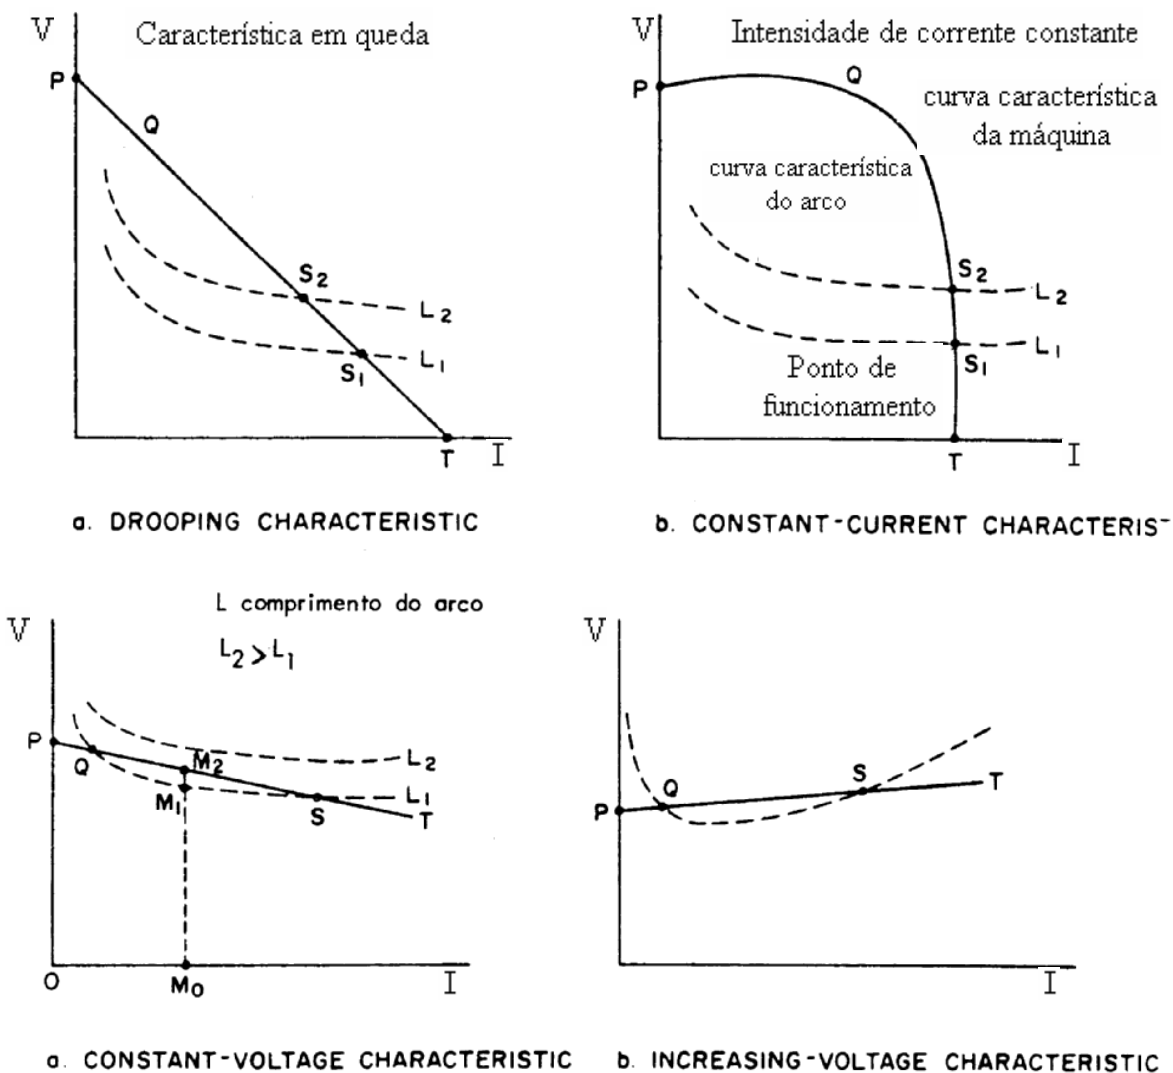 V
Característica em queda
P
Q
S2
L2
L1
S1
T
I
a. DROOPING CHARACTERISTIC
V
Intensidade de corrente constante
P
Q
curva característica
da máquina
curva característica
do arco
S2
L2
L1
S1
Ponto de
funcionamento
T
I
b. CONSTANT-CURRENT CHARACTERIS-
L comprimento do arco
L2>L1
V
P
Q
M2
M1
L2
L1
S
T
O
M0
I
a. CONSTANT-VOLTAGE CHARACTERISTIC
V
P
Q
S
T
I
b. INCREASING-VOLTAGE CHARACTERISTIC